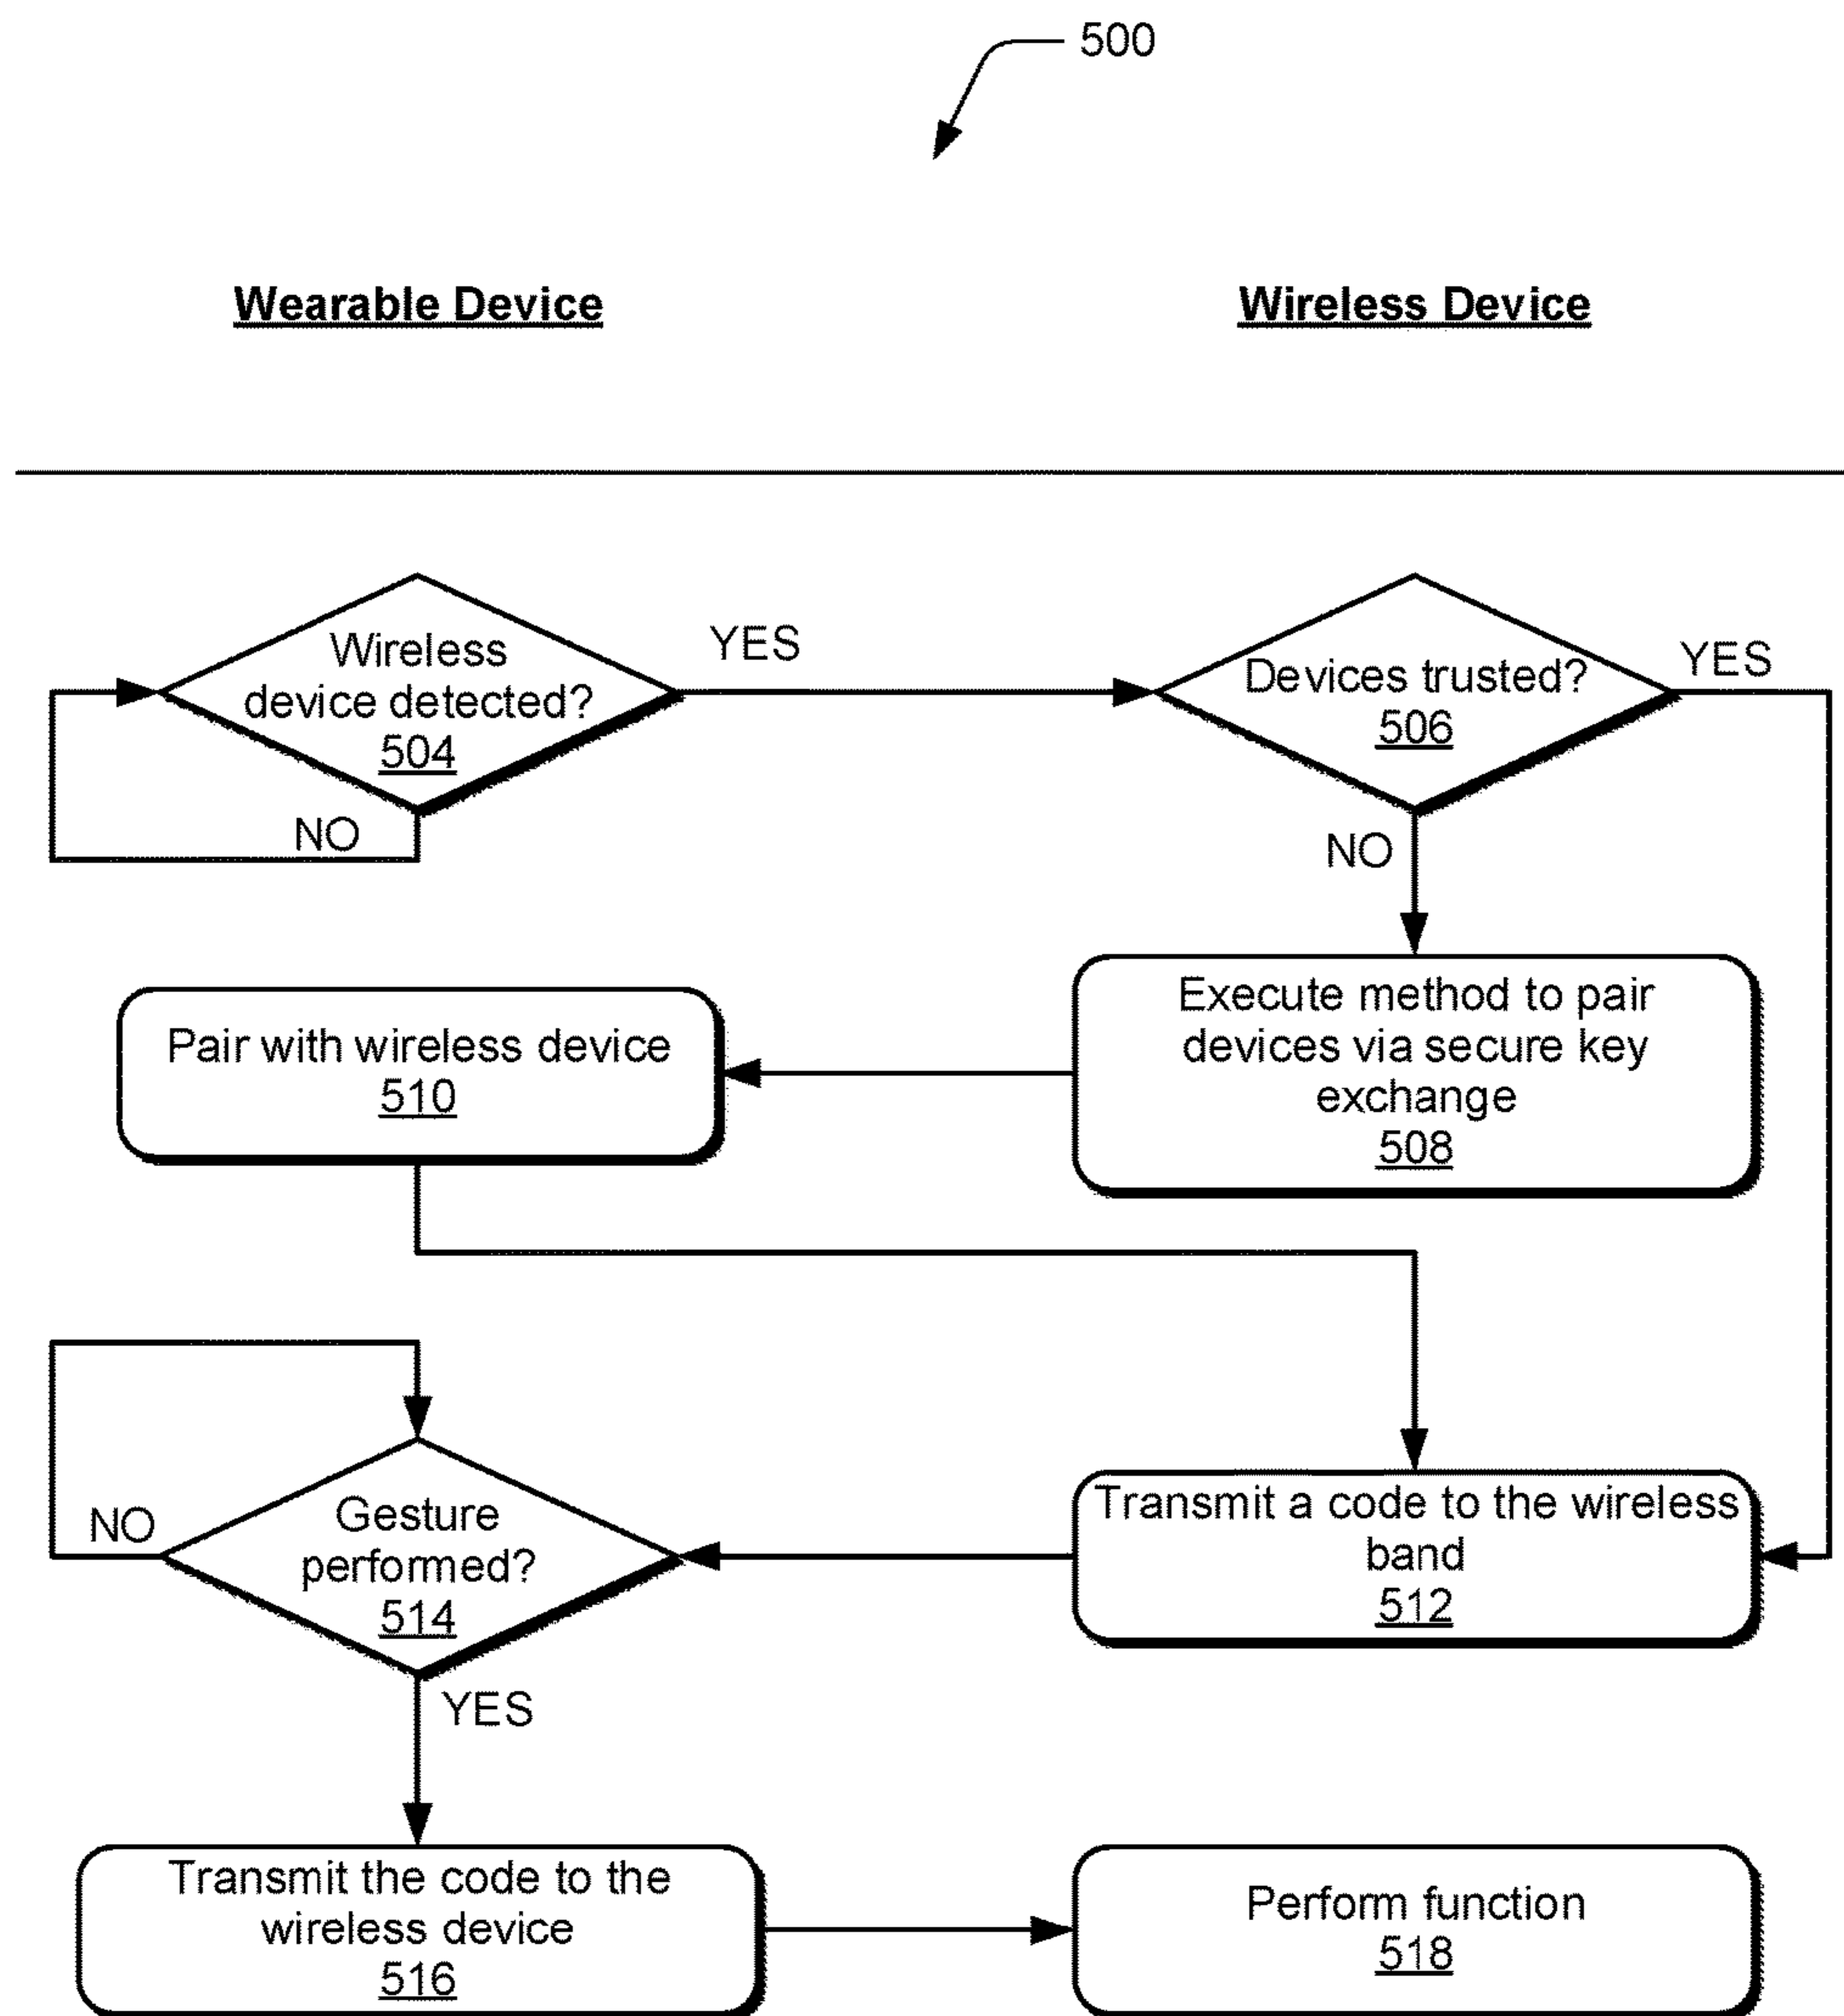 500
Wearable Device
Wireless Device
Wireless
device detected?
504
YES
NO
Devices trusted?
506
YES
NO
Execute method to pair
devices via secure key
exchange
508
Pair with wireless device
510
Transmit a code to the wireless
band
512
Gesture
performed?
514
NO
YES
Transmit the code to the
wireless device
516
Perform function
518